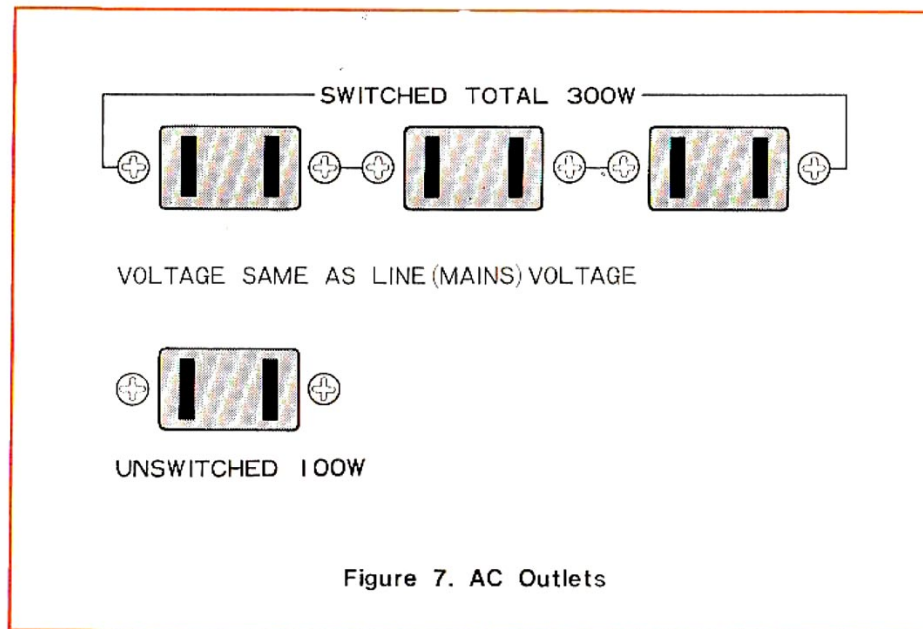 SWITCHED TOTAL 300W
VOLTAGE SAME AS LINE (MAINS) VOLTAGE
UNSWITCHED 100W
Figure 7. AC Outlets